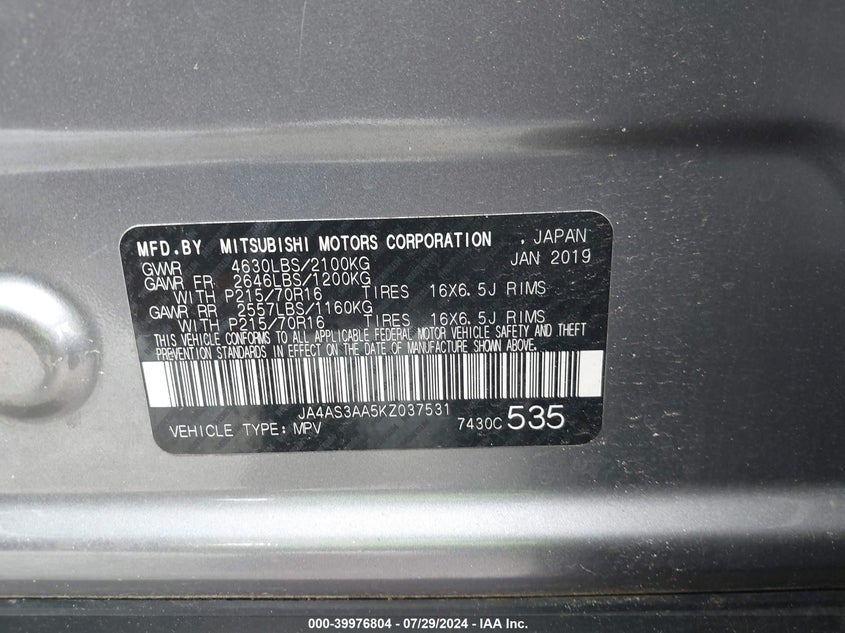 MFD.BY MITSUBISHI MOTORS CORPORATION , JAPAN
GVWR 4630LBS/2100KG JAN 2019
GAWR FR 2646LBS/1200KG
WITH P215/70R16 TIRES 16X6.5J RIMS
GAWR RR 2557LBS/1160KG
WITH P215/70R16 TIRES 16X6.5J RIMS
THIS VEHICLE CONFORMS TO ALL APPLICABLE FEDERAL MOTOR VEHICLE SAFETY AND THEFT
PREVENTION STANDARDS IN EFFECT ON THE DATE OF MANUFACTURE SHOWN ABOVE.
JA4AS3AA5KZ037531
VEHICLE TYPE: MPV 7430C 535
000-39976804 - 07/29/2024 - IAA Inc.